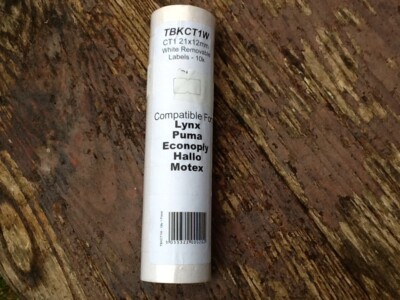 TBKCT1W
CT1 21x12mm
White Removable
Labels - 10k
Compatible For
Lynx
Puma
Econoply
Hallo
Motex